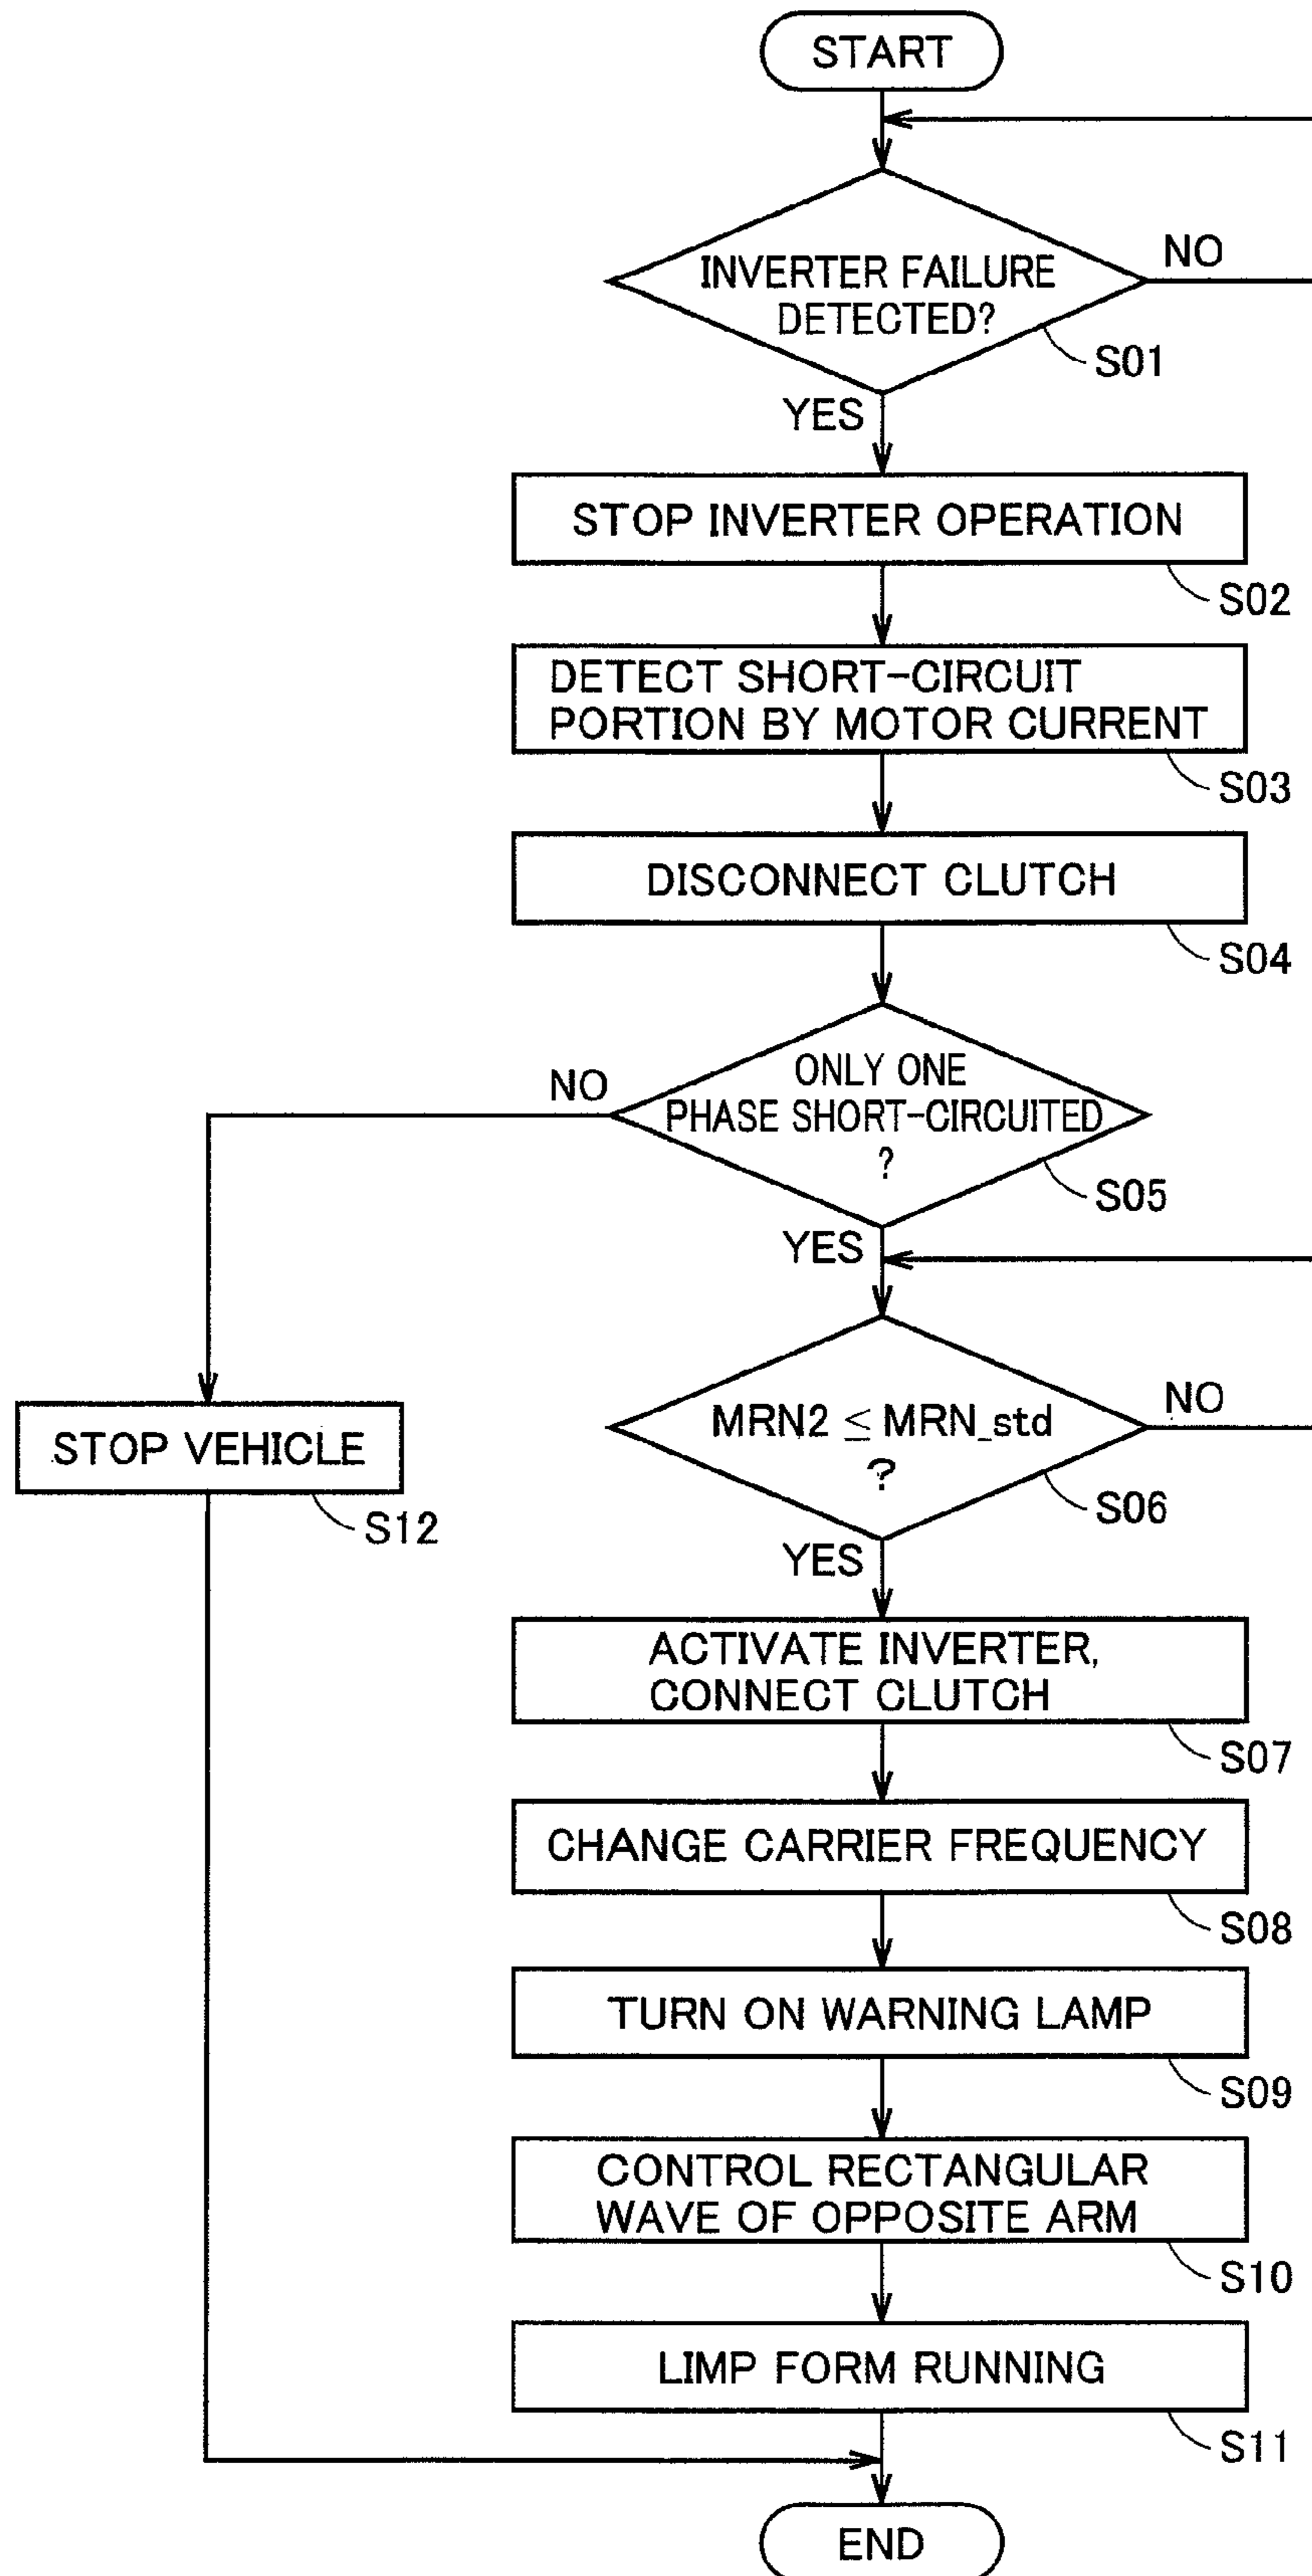 START
INVERTER FAILURE
DETECTED?
NO
S01
YES
STOP INVERTER OPERATION
S02
DETECT SHORT-CIRCUIT
PORTION BY MOTOR CURRENT
S03
DISCONNECT CLUTCH
S04
NO
ONLY ONE
PHASE SHORT-CIRCUITED
?
S05
YES
MRN2 ≤ MRN_std
?
NO
S06
STOP VEHICLE
S12
YES
ACTIVATE INVERTER,
CONNECT CLUTCH
S07
CHANGE CARRIER FREQUENCY
S08
TURN ON WARNING LAMP
S09
CONTROL RECTANGULAR
WAVE OF OPPOSITE ARM
S10
LIMP FORM RUNNING
S11
END